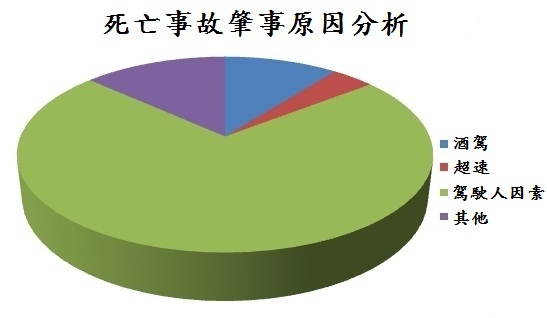 死亡事故肇事原因分析
酒駕
超速
駕駛人因素
其他